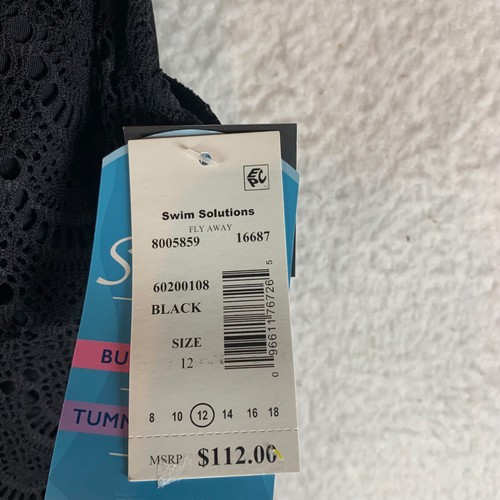 EPC
Swim Solutions
FLY AWAY
8005859 16687
60200108
BLACK
SIZE
12
0 96611 76726 5
8 10 12 14 16 18
MSRP $112.00
S
BU
TUMN